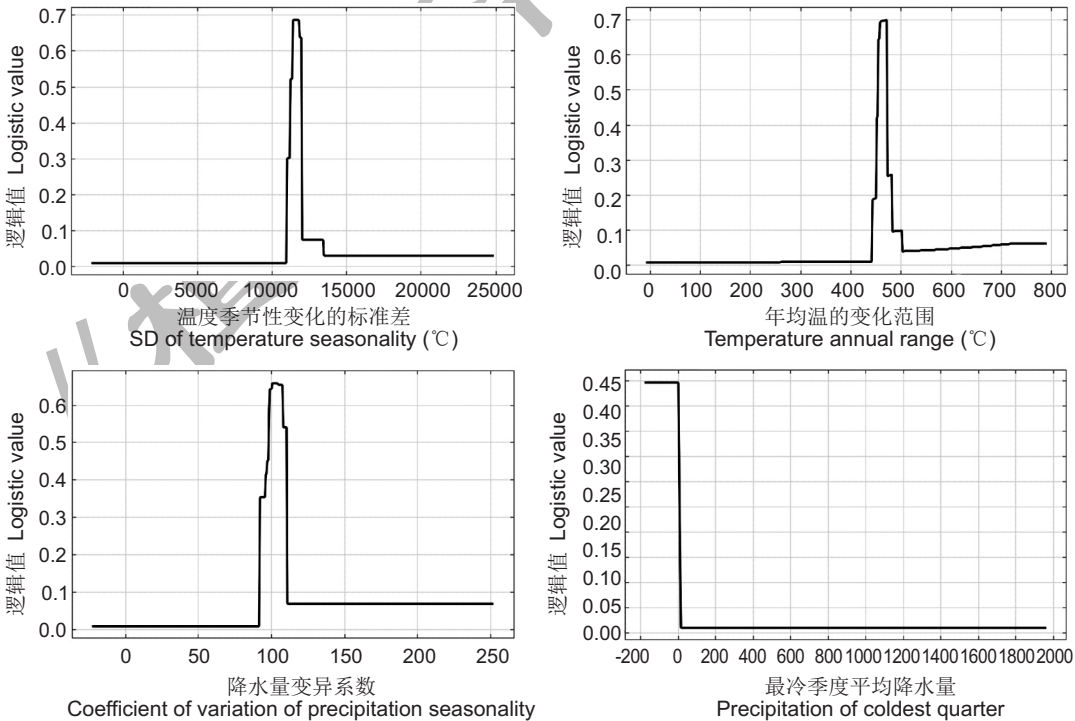 0.7
0.6
0.5
0.4
0.3
0.2
0.1
0.0
逻辑值 Logistic value
0 5000 10000 15000 20000 25000
温度季节性变化的标准差
SD of temperature seasonality (℃)
0.7
0.6
0.5
0.4
0.3
0.2
0.1
0.0
逻辑值 Logistic value
0 100 200 300 400 500 600 700 800
年均温的变化范围
Temperature annual range (℃)
0.6
0.5
0.4
0.3
0.2
0.1
0.0
逻辑值 Logistic value
0 50 100 150 200 250
降水量变异系数
Coefficient of variation of precipitation seasonality
0.45
0.40
0.35
0.30
0.25
0.20
0.15
0.10
0.05
0.00
逻辑值 Logistic value
-200 0 200 400 600 800 1000 1200 1400 1600 1800 2000
最冷季度平均降水量
Precipitation of coldest quarter